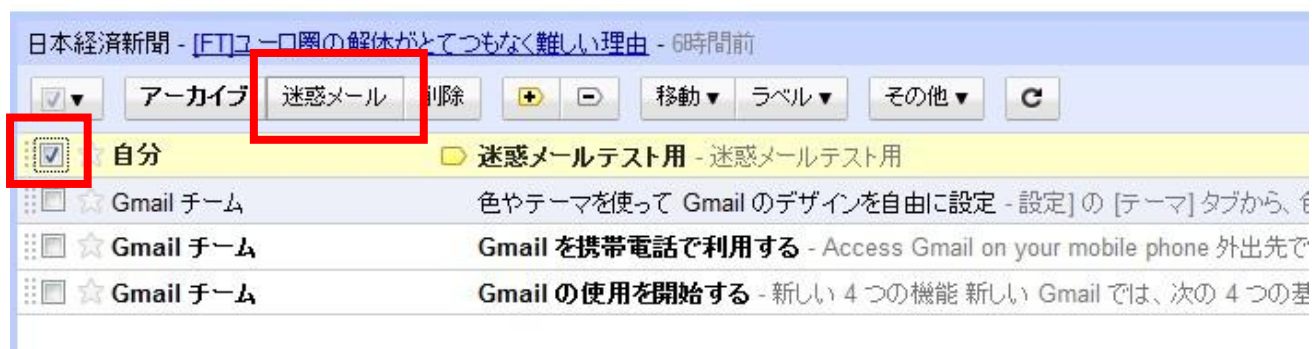 日本経済新聞 - [FT]ユーロ圏の解体がとてつもなく難しい理由 - 6時間前
アーカイブ 迷惑メール 削除 移動▼ ラベル▼ その他▼
自分 迷惑メールテスト用 - 迷惑メールテスト用
Gmail チーム 色やテーマを使って Gmail のデザインを自由に設定 - 設定] の [テーマ] タブから、
Gmail チーム Gmail を携帯電話で利用する - Access Gmail on your mobile phone 外出先で
Gmail チーム Gmail の使用を開始する - 新しい 4 つの機能 新しい Gmail では、次の 4 つの基